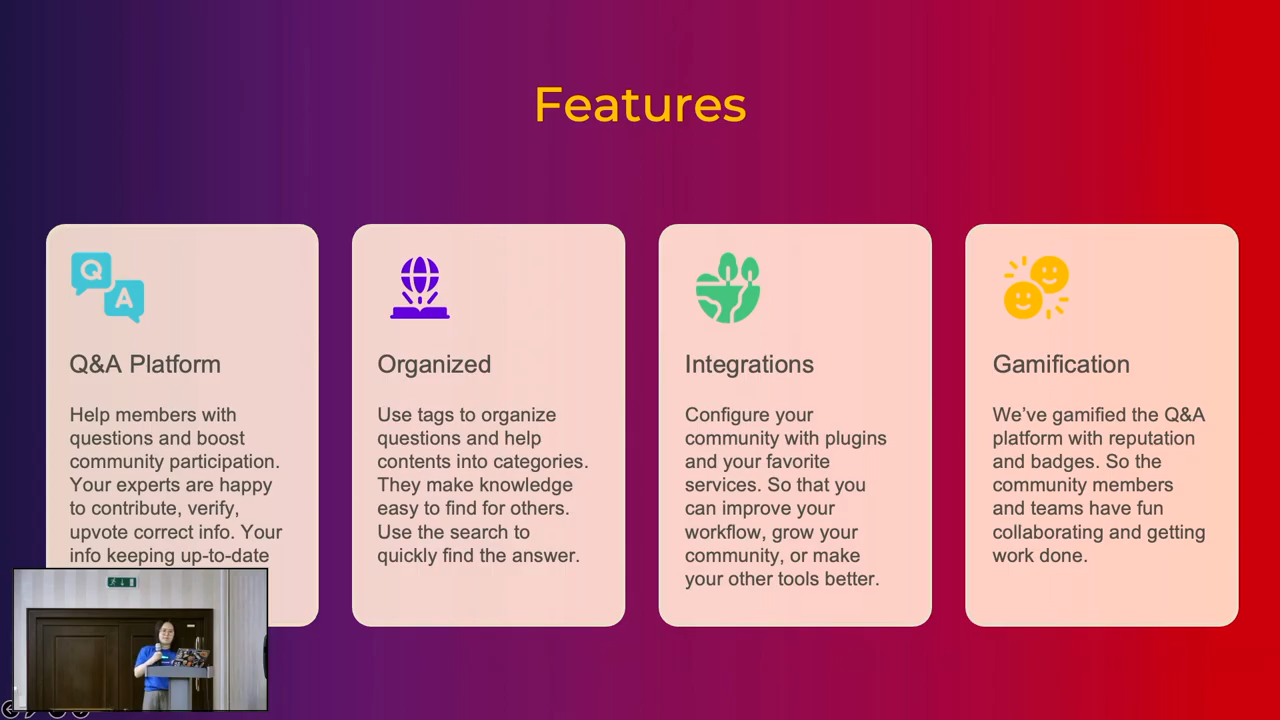 Features
Q
A
Q&A Platform
Help members with
questions and boost
community participation.
Your experts are happy
to contribute, verify,
upvote correct info. Your
info keeping up-to-date
Organized
Use tags to organize
questions and help
contents into categories.
They make knowledge
easy to find for others.
Use the search to
quickly find the answer.
Integrations
Configure your
community with plugins
and your favorite
services. So that you
can improve your
workflow, grow your
community, or make
your other tools better.
Gamification
We’ve gamified the Q&A
platform with reputation
and badges. So the
community members
and teams have fun
collaborating and getting
work done.